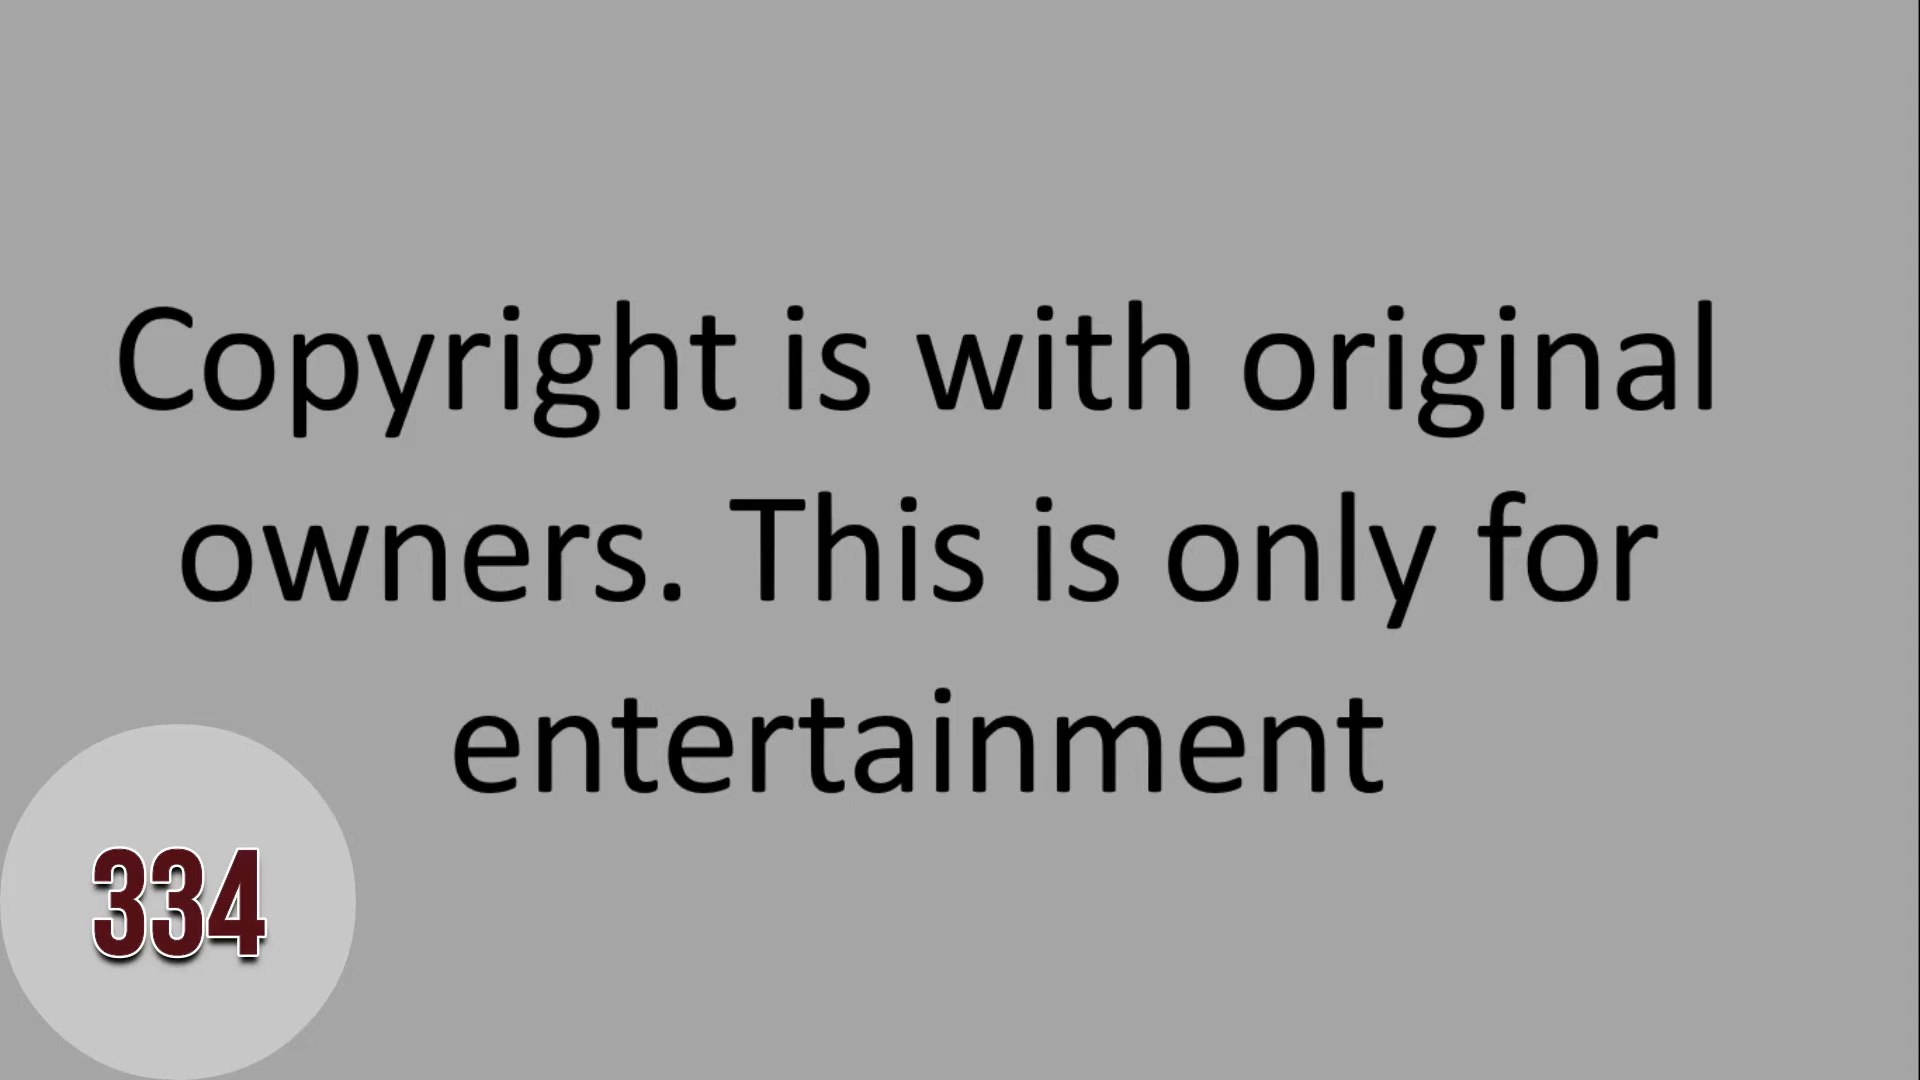 Copyright is with original
owners. This is only for
entertainment
334